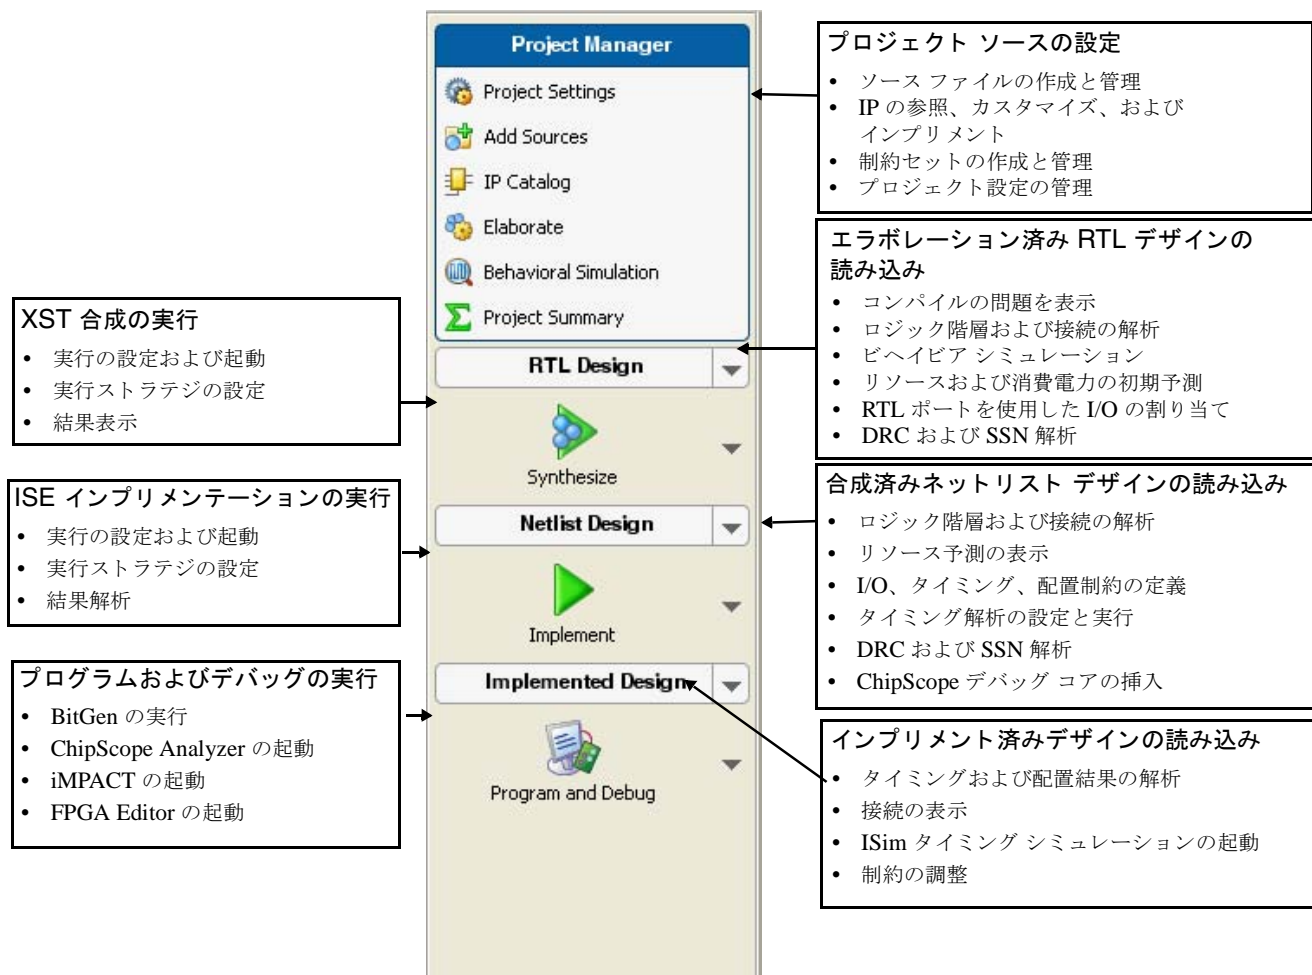 Project Manager
Project Settings
Add Sources
IP Catalog
Elaborate
Behavioral Simulation
Project Summary
RTL Design
Synthesize
Netlist Design
Implement
Implemented Design
Program and Debug
XST 合成の実行
• 実行の設定および起動
• 実行ストラテジの設定
• 結果表示
ISE インプリメンテーションの実行
• 実行の設定および起動
• 実行ストラテジの設定
• 結果解析
プログラムおよびデバッグの実行
• BitGen の実行
• ChipScope Analyzer の起動
• iMPACT の起動
• FPGA Editor の起動
プロジェクト ソースの設定
• ソース ファイルの作成と管理
• IP の参照、カスタマイズ、および
インプリメント
• 制約セットの作成と管理
• プロジェクト設定の管理
エラボレーション済み RTL デザインの
読み込み
• コンパイルの問題を表示
• ロジック階層および接続の解析
• ビヘイビア シミュレーション
• リソースおよび消費電力の初期予測
• RTL ポートを使用した I/O の割り当て
• DRC および SSN 解析
合成済みネットリスト デザインの読み込み
• ロジック階層および接続の解析
• リソース予測の表示
• I/O、タイミング、配置制約の定義
• タイミング解析の設定と実行
• DRC および SSN 解析
• ChipScope デバッグ コアの挿入
インプリメント済みデザインの読み込み
• タイミングおよび配置結果の解析
• 接続の表示
• ISim タイミング シミュレーションの起動
• 制約の調整